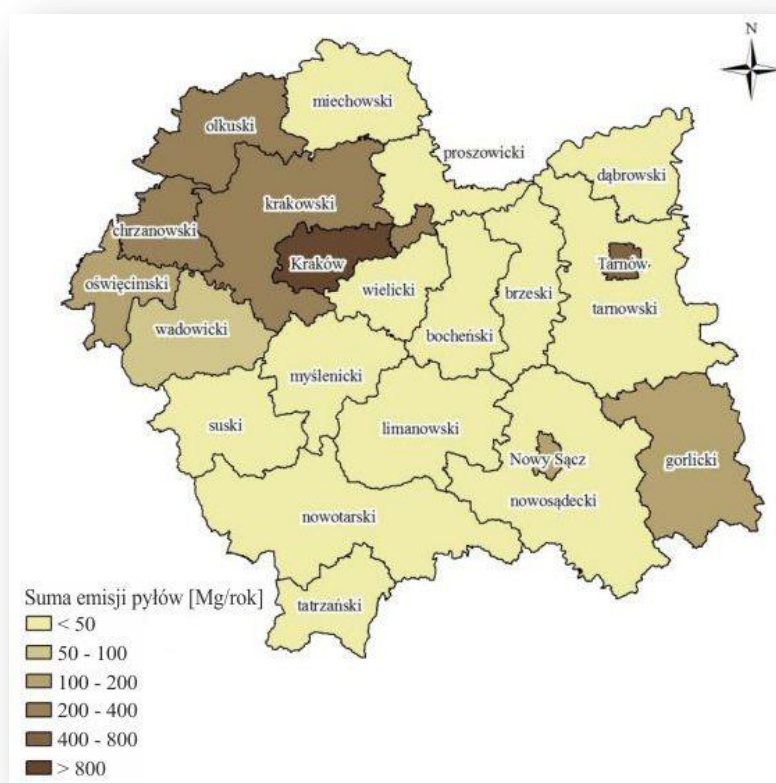 N
miechowski
olkuski
proszowicki
dąbrowski
krakowski
chrzanowski
Kraków
Tarnów
oświęcimski
wielicki
brzeski
tarnowski
wadowicki
bocheński
myślenicki
suski
limanowski
Nowy Sącz
gorlicki
nowosądecki
nowotarski
tatrzański
Suma emisji pyłów [Mg/rok]
< 50
50 - 100
100 - 200
200 - 400
400 - 800
> 800